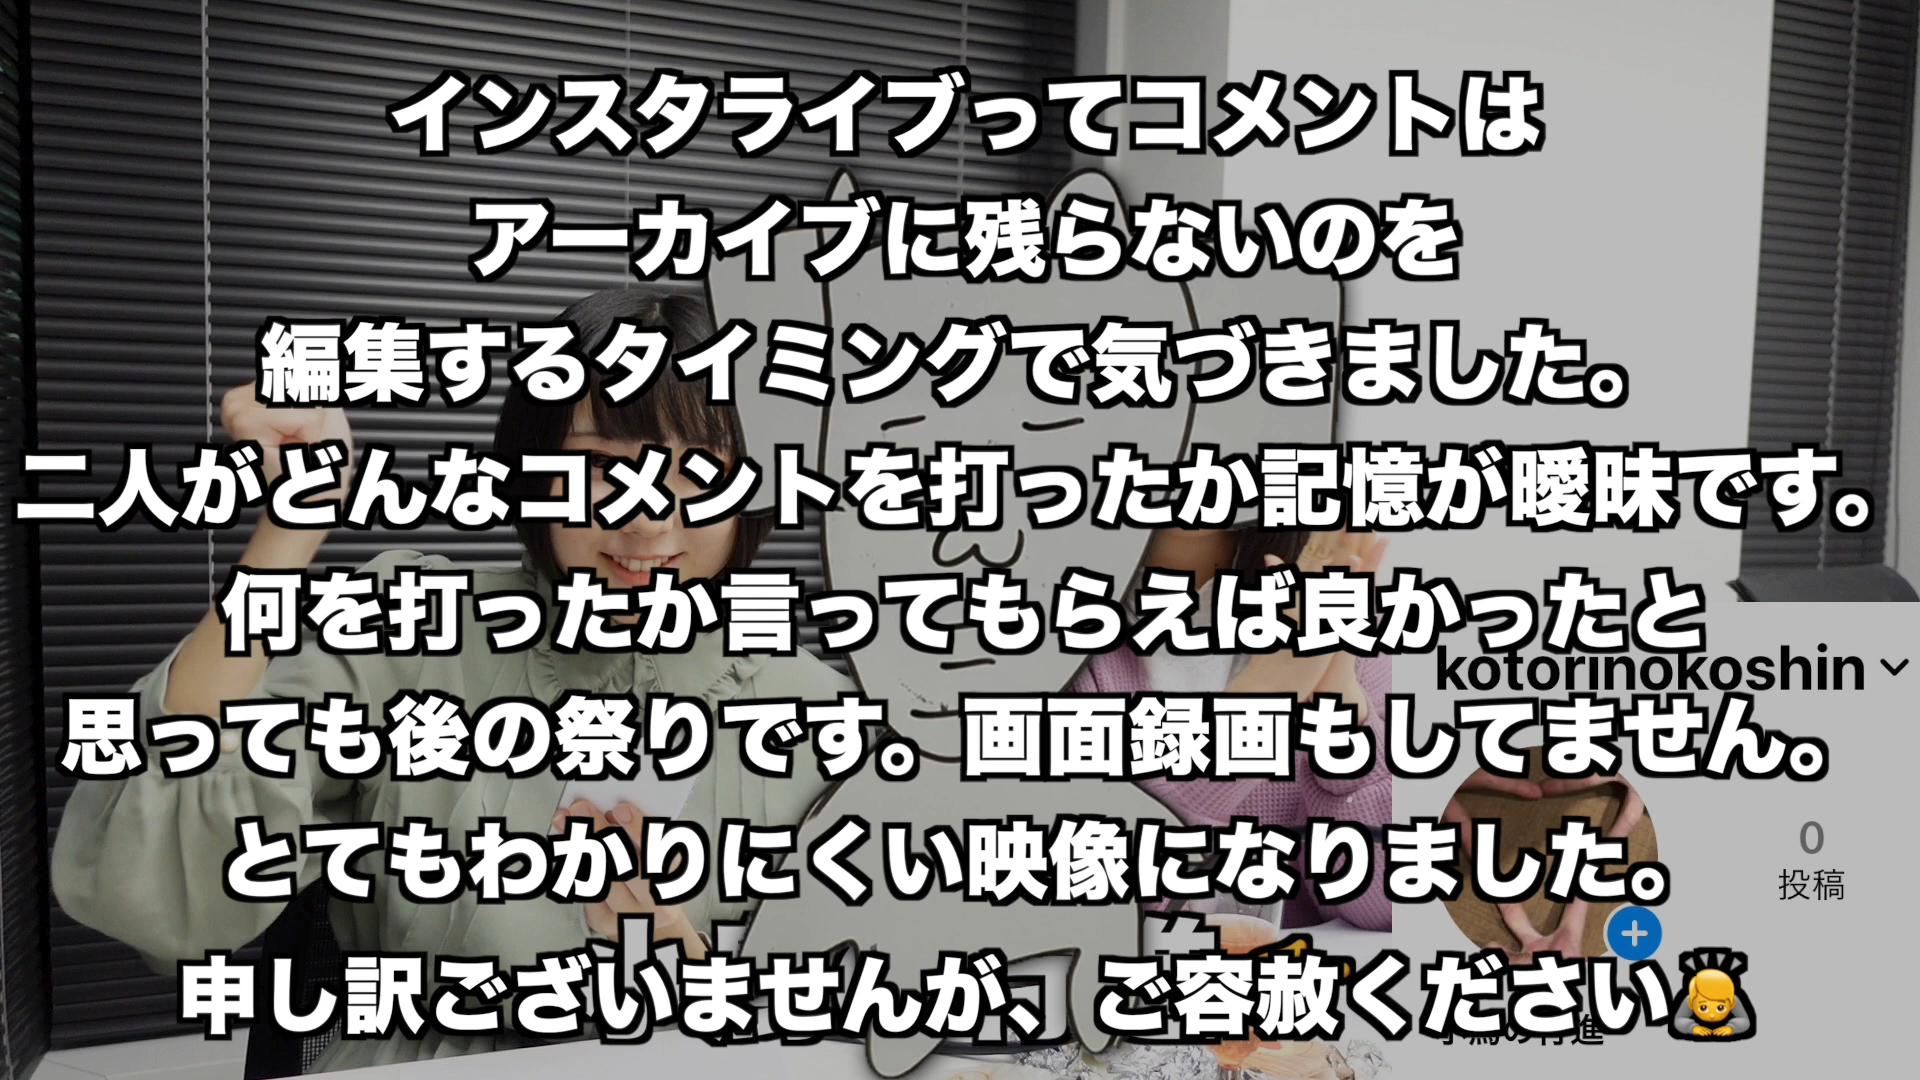 インスタライブってコメントは
アーカイブに残らないのを
編集するタイミングで気づきました。
二人がどんなコメントを打ったか記憶が曖昧です。
何を打ったか言ってもらえば良かったと
思っても後の祭りです。画面録画もしてません。
とてもわかりにくい映像になりました。
申し訳ございませんが、ご容赦ください🙇
kotorinokoshin
0
投稿